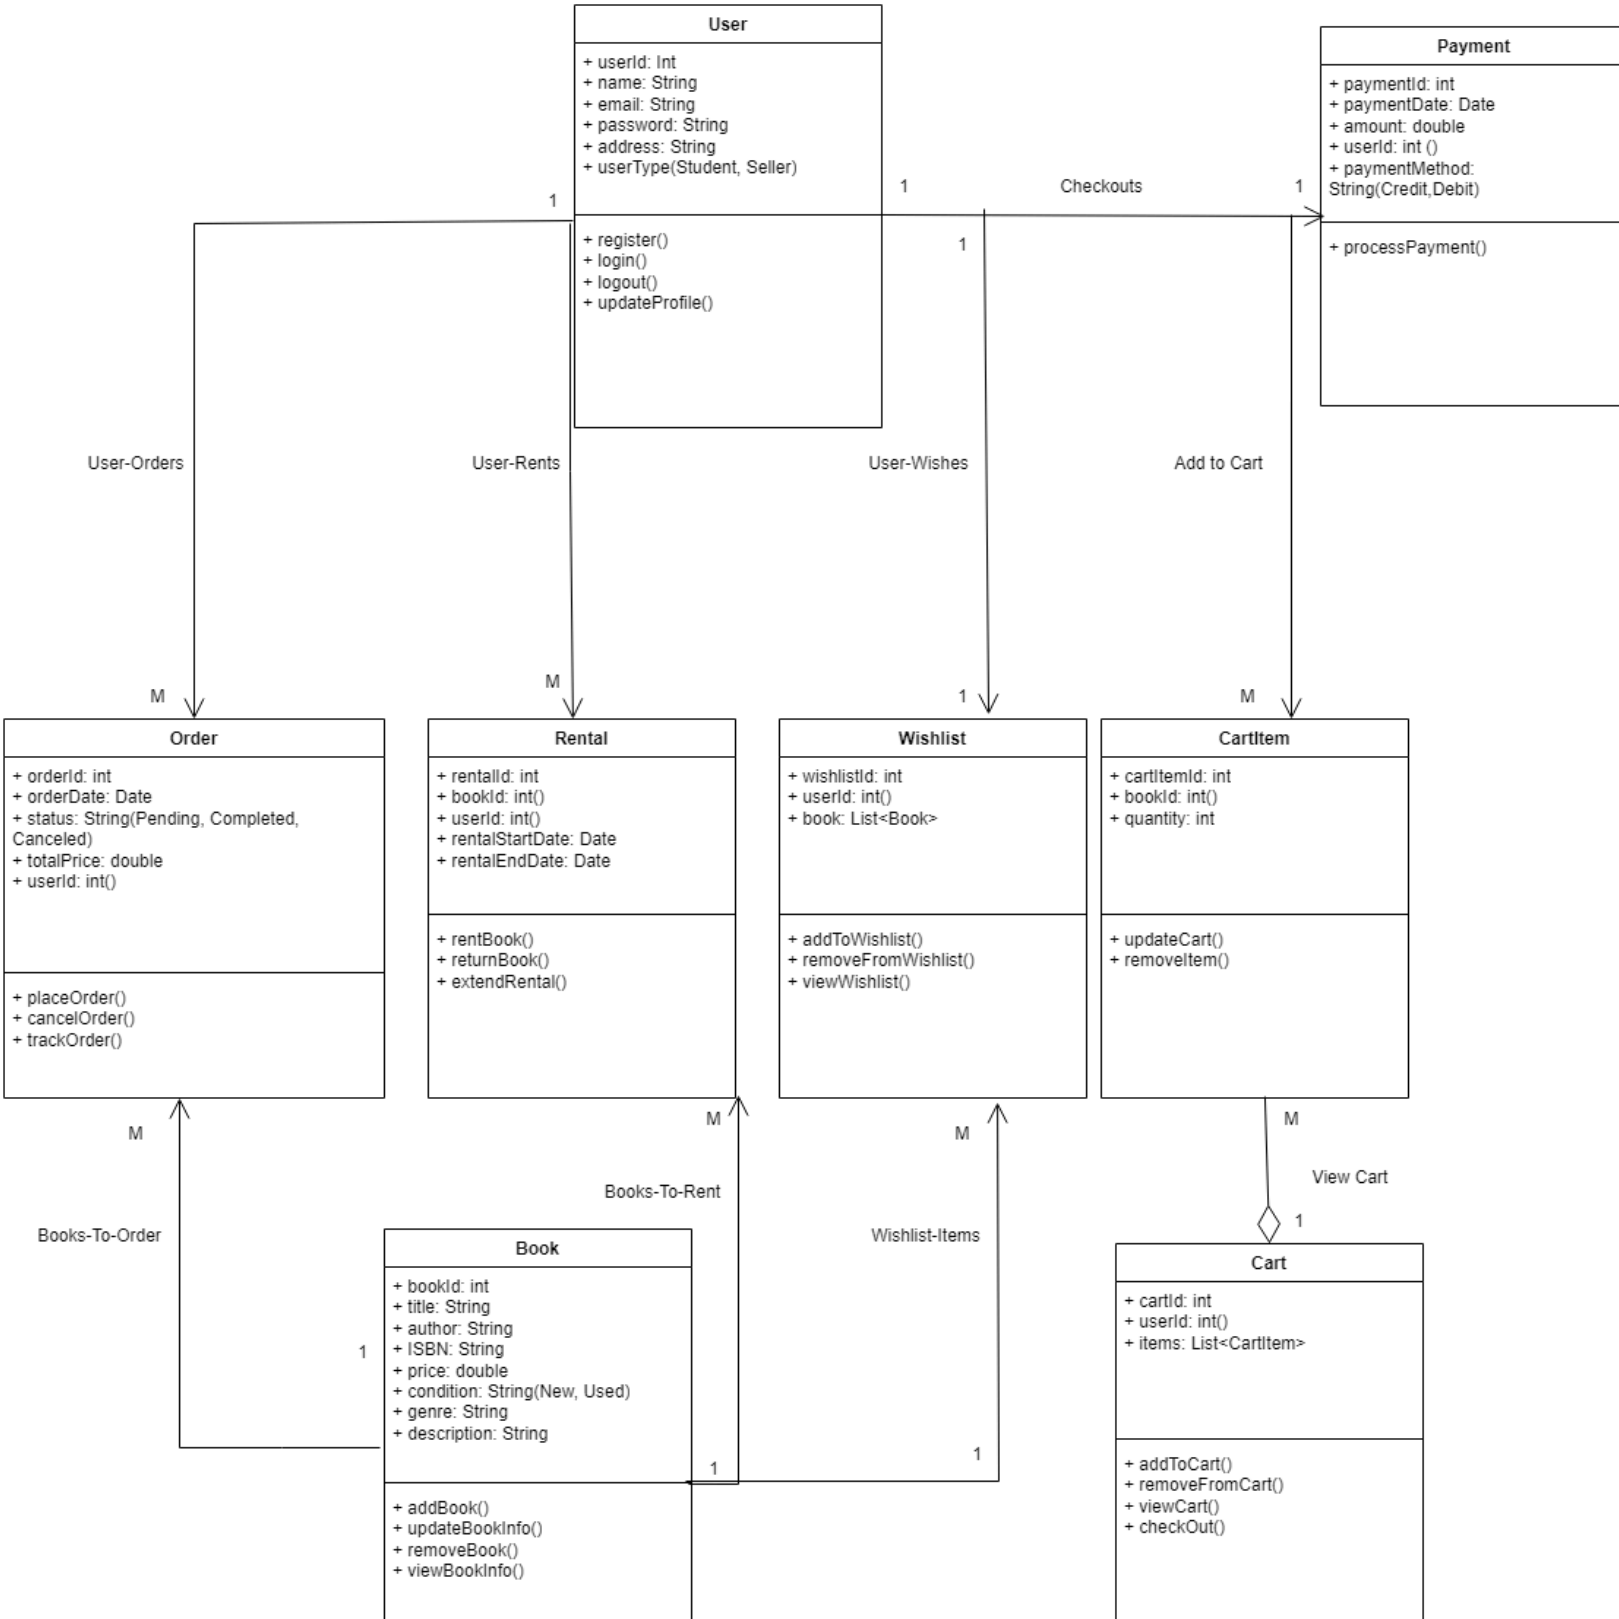 User
+ userId: Int
+ name: String
+ email: String
+ password: String
+ address: String
+ userType(Student, Seller)
+ register()
+ login()
+ logout()
+ updateProfile()
Payment
+ paymentId: int
+ paymentDate: Date
+ amount: double
+ userId: int ()
+ paymentMethod:
String(Credit,Debit)
+ processPayment()
1
1
Checkouts
1
1
User-Orders
User-Rents
User-Wishes
Add to Cart
M
M
1
M
Order
+ orderId: int
+ orderDate: Date
+ status: String(Pending, Completed,
Canceled)
+ totalPrice: double
+ userId: int()
+ placeOrder()
+ cancelOrder()
+ trackOrder()
Rental
+ rentalId: int
+ bookId: int()
+ userId: int()
+ rentalStartDate: Date
+ rentalEndDate: Date
+ rentBook()
+ returnBook()
+ extendRental()
Wishlist
+ wishlistId: int
+ userId: int()
+ book: List<Book>
+ addToWishlist()
+ removeFromWishlist()
+ viewWishlist()
CartItem
+ cartItemId: int
+ bookId: int()
+ quantity: int
+ updateCart()
+ removeItem()
M
M
M
M
Books-To-Order
Books-To-Rent
Wishlist-Items
View Cart
1
1
1
1
Book
+ bookId: int
+ title: String
+ author: String
+ ISBN: String
+ price: double
+ condition: String(New, Used)
+ genre: String
+ description: String
+ addBook()
+ updateBookInfo()
+ removeBook()
+ viewBookInfo()
Cart
+ cartId: int
+ userId: int()
+ items: List<CartItem>
+ addToCart()
+ removeFromCart()
+ viewCart()
+ checkOut()